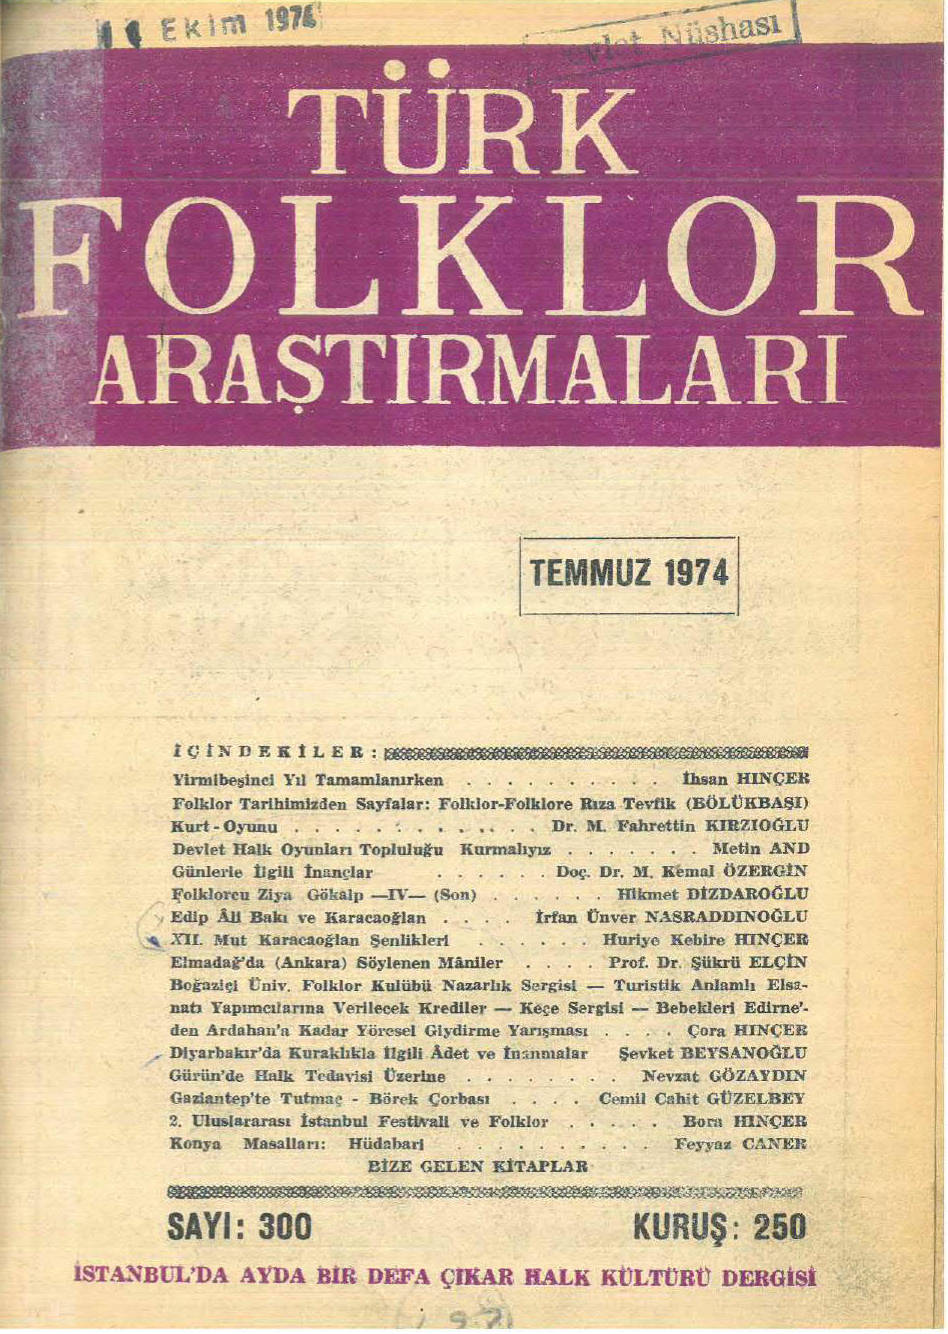 Ekim 1974
Nüshası
TÜRK
FOLKLOR
ARAŞTIRMALARI
TEMMUZ 1974
İÇİNDEKİLER:
Yirmibeşinci Yıl Tamamlanırken . . . . . . . . . . İhsan HINÇER
Folklor Tarihimizden Sayfalar: Folklor-Folklore Rıza Tevfik (BÖLÜKBAŞI)
Kurt - Oyunu . . . . . . . . . . . . Dr. M. Fahrettin KIRZIOĞLU
Devlet Halk Oyunları Topluluğu Kurmalıyız . . . . . . . Metin AND
Günlerle İlgili İnançlar . . . . . . Doç. Dr. M. Kemal ÖZERGİN
Folklorcu Ziya Gökalp —IV— (Son) . . . . . . Hikmet DİZDAROĞLU
Edip Âli Bakı ve Karacaoğlan . . . . İrfan Ünver NASRADDINOĞLU
XII. Mut Karacaoğlan Şenlikleri . . . . . . Huriye Kebire HINÇER
Elmadağ'da (Ankara) Söylenen Mâniler . . . . Prof. Dr. Şükrü ELÇİN
Boğaziçi Üniv. Folklor Kulübü Nazarlık Sergisi — Turistik Anlamlı Elsa-
natı Yapımcılarına Verilecek Krediler — Keçe Sergisi — Bebekleri Edirne'-
den Ardahan'a Kadar Yöresel Giydirme Yarışması . . . . Çora HINÇER
Diyarbakır'da Kuraklıkla İlgili Âdet ve İnanmalar Şevket BEYSANOĞLU
Gürün'de Halk Tedavisi Üzerine . . . . . . . Nevzat GÖZAYDIN
Gaziantep'te Tutmaç - Börek Çorbası . . . . Cemil Cahit GÜZELBEY
2. Uluslararası İstanbul Festivali ve Folklor . . . . . Bora HINÇER
Konya Masalları: Hüdabari . . . . . . . . . Feyyaz CANER
BİZE GELEN KİTAPLAR
SAYI: 300 KURUŞ: 250
İSTANBUL'DA AYDA BİR DEFA ÇIKAR HALK KÜLTÜRÜ DERGİSİ